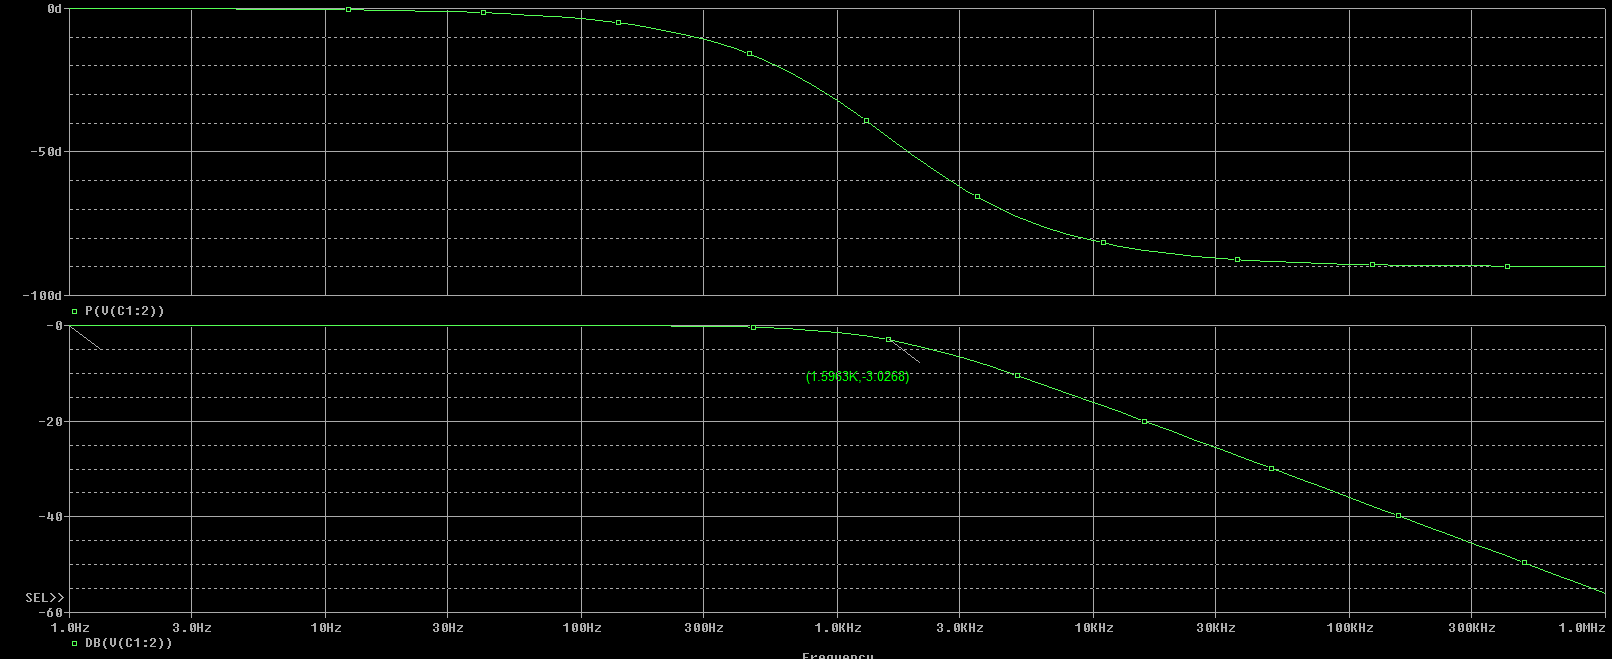 0d
-50d
-100d
P(V(C1:2))
-0
(1.5963K,-3.0268)
-20
-40
SEL>>
-60
1.0Hz 3.0Hz 10Hz 30Hz 100Hz 300Hz 1.0KHz 3.0KHz 10KHz 30KHz 100KHz 300KHz 1.0MHz
DB(V(C1:2))
Frequency